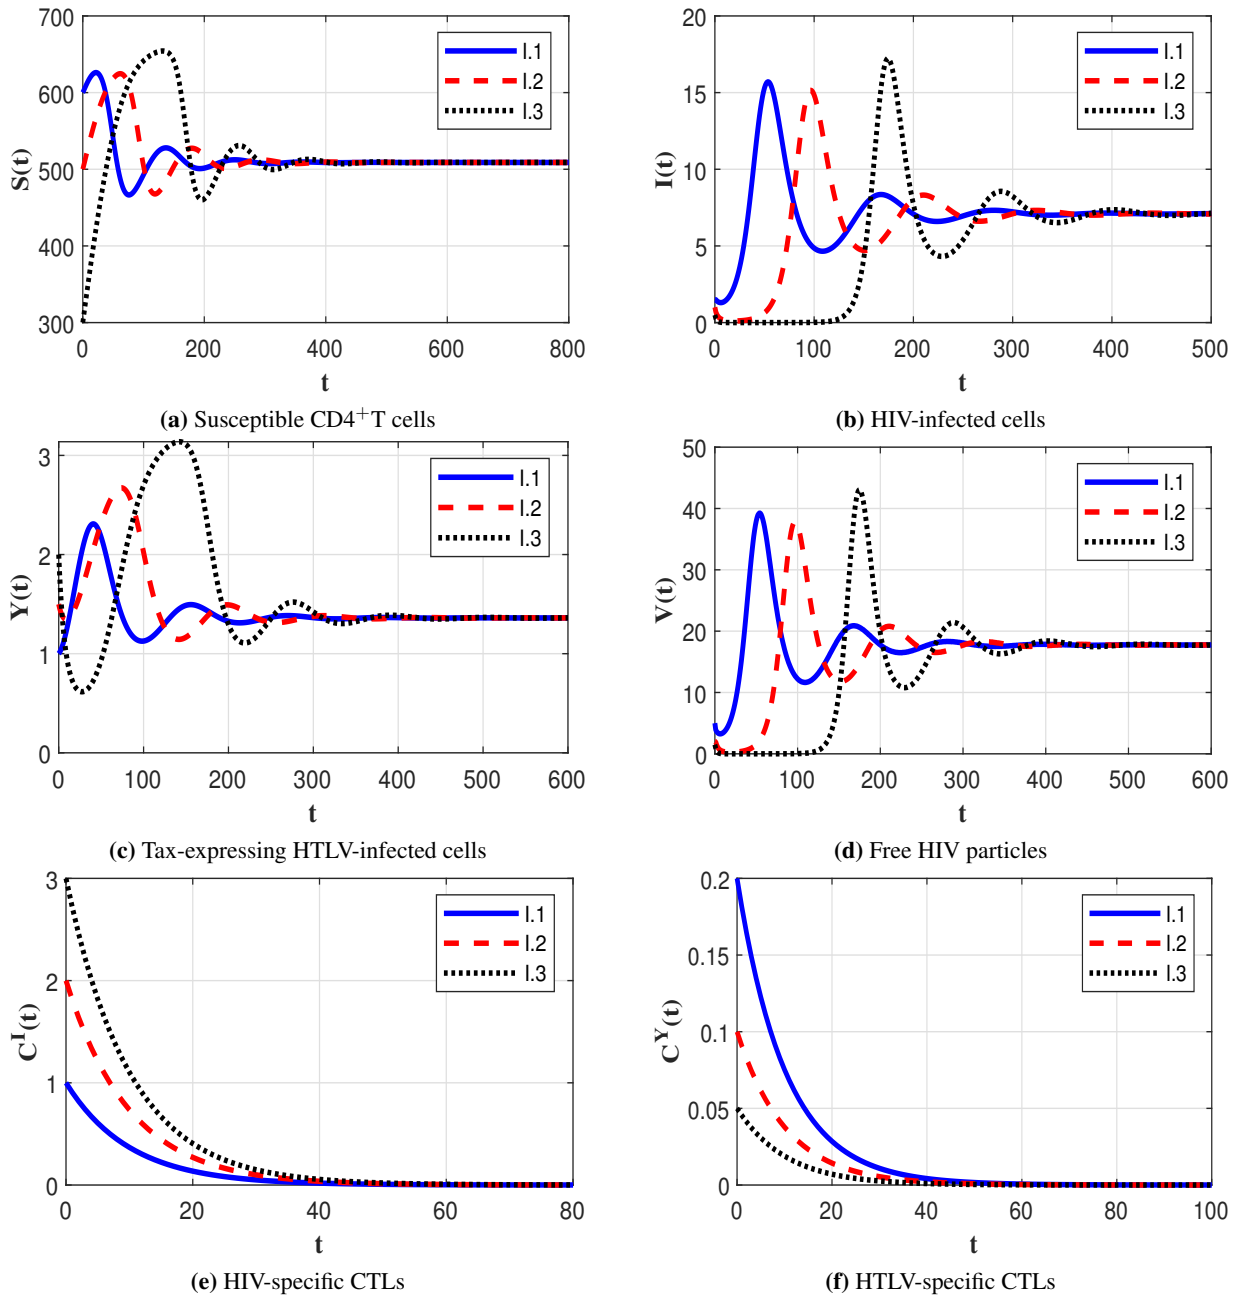 700
600
500
400
300
S(t)
0
200
400
600
800
t
I.1
I.2
I.3
(a) Susceptible CD4+T cells
20
15
10
5
0
I(t)
0
100
200
300
400
500
t
I.1
I.2
I.3
(b) HIV-infected cells
3
2
1
0
Y(t)
0
100
200
300
400
500
600
t
I.1
I.2
I.3
(c) Tax-expressing HTLV-infected cells
50
40
30
20
10
0
V(t)
0
100
200
300
400
500
600
t
I.1
I.2
I.3
(d) Free HIV particles
3
2
1
0
C^I(t)
0
20
40
60
80
t
I.1
I.2
I.3
(e) HIV-specific CTLs
0.2
0.15
0.1
0.05
0
C^Y(t)
0
20
40
60
80
100
t
I.1
I.2
I.3
(f) HTLV-specific CTLs